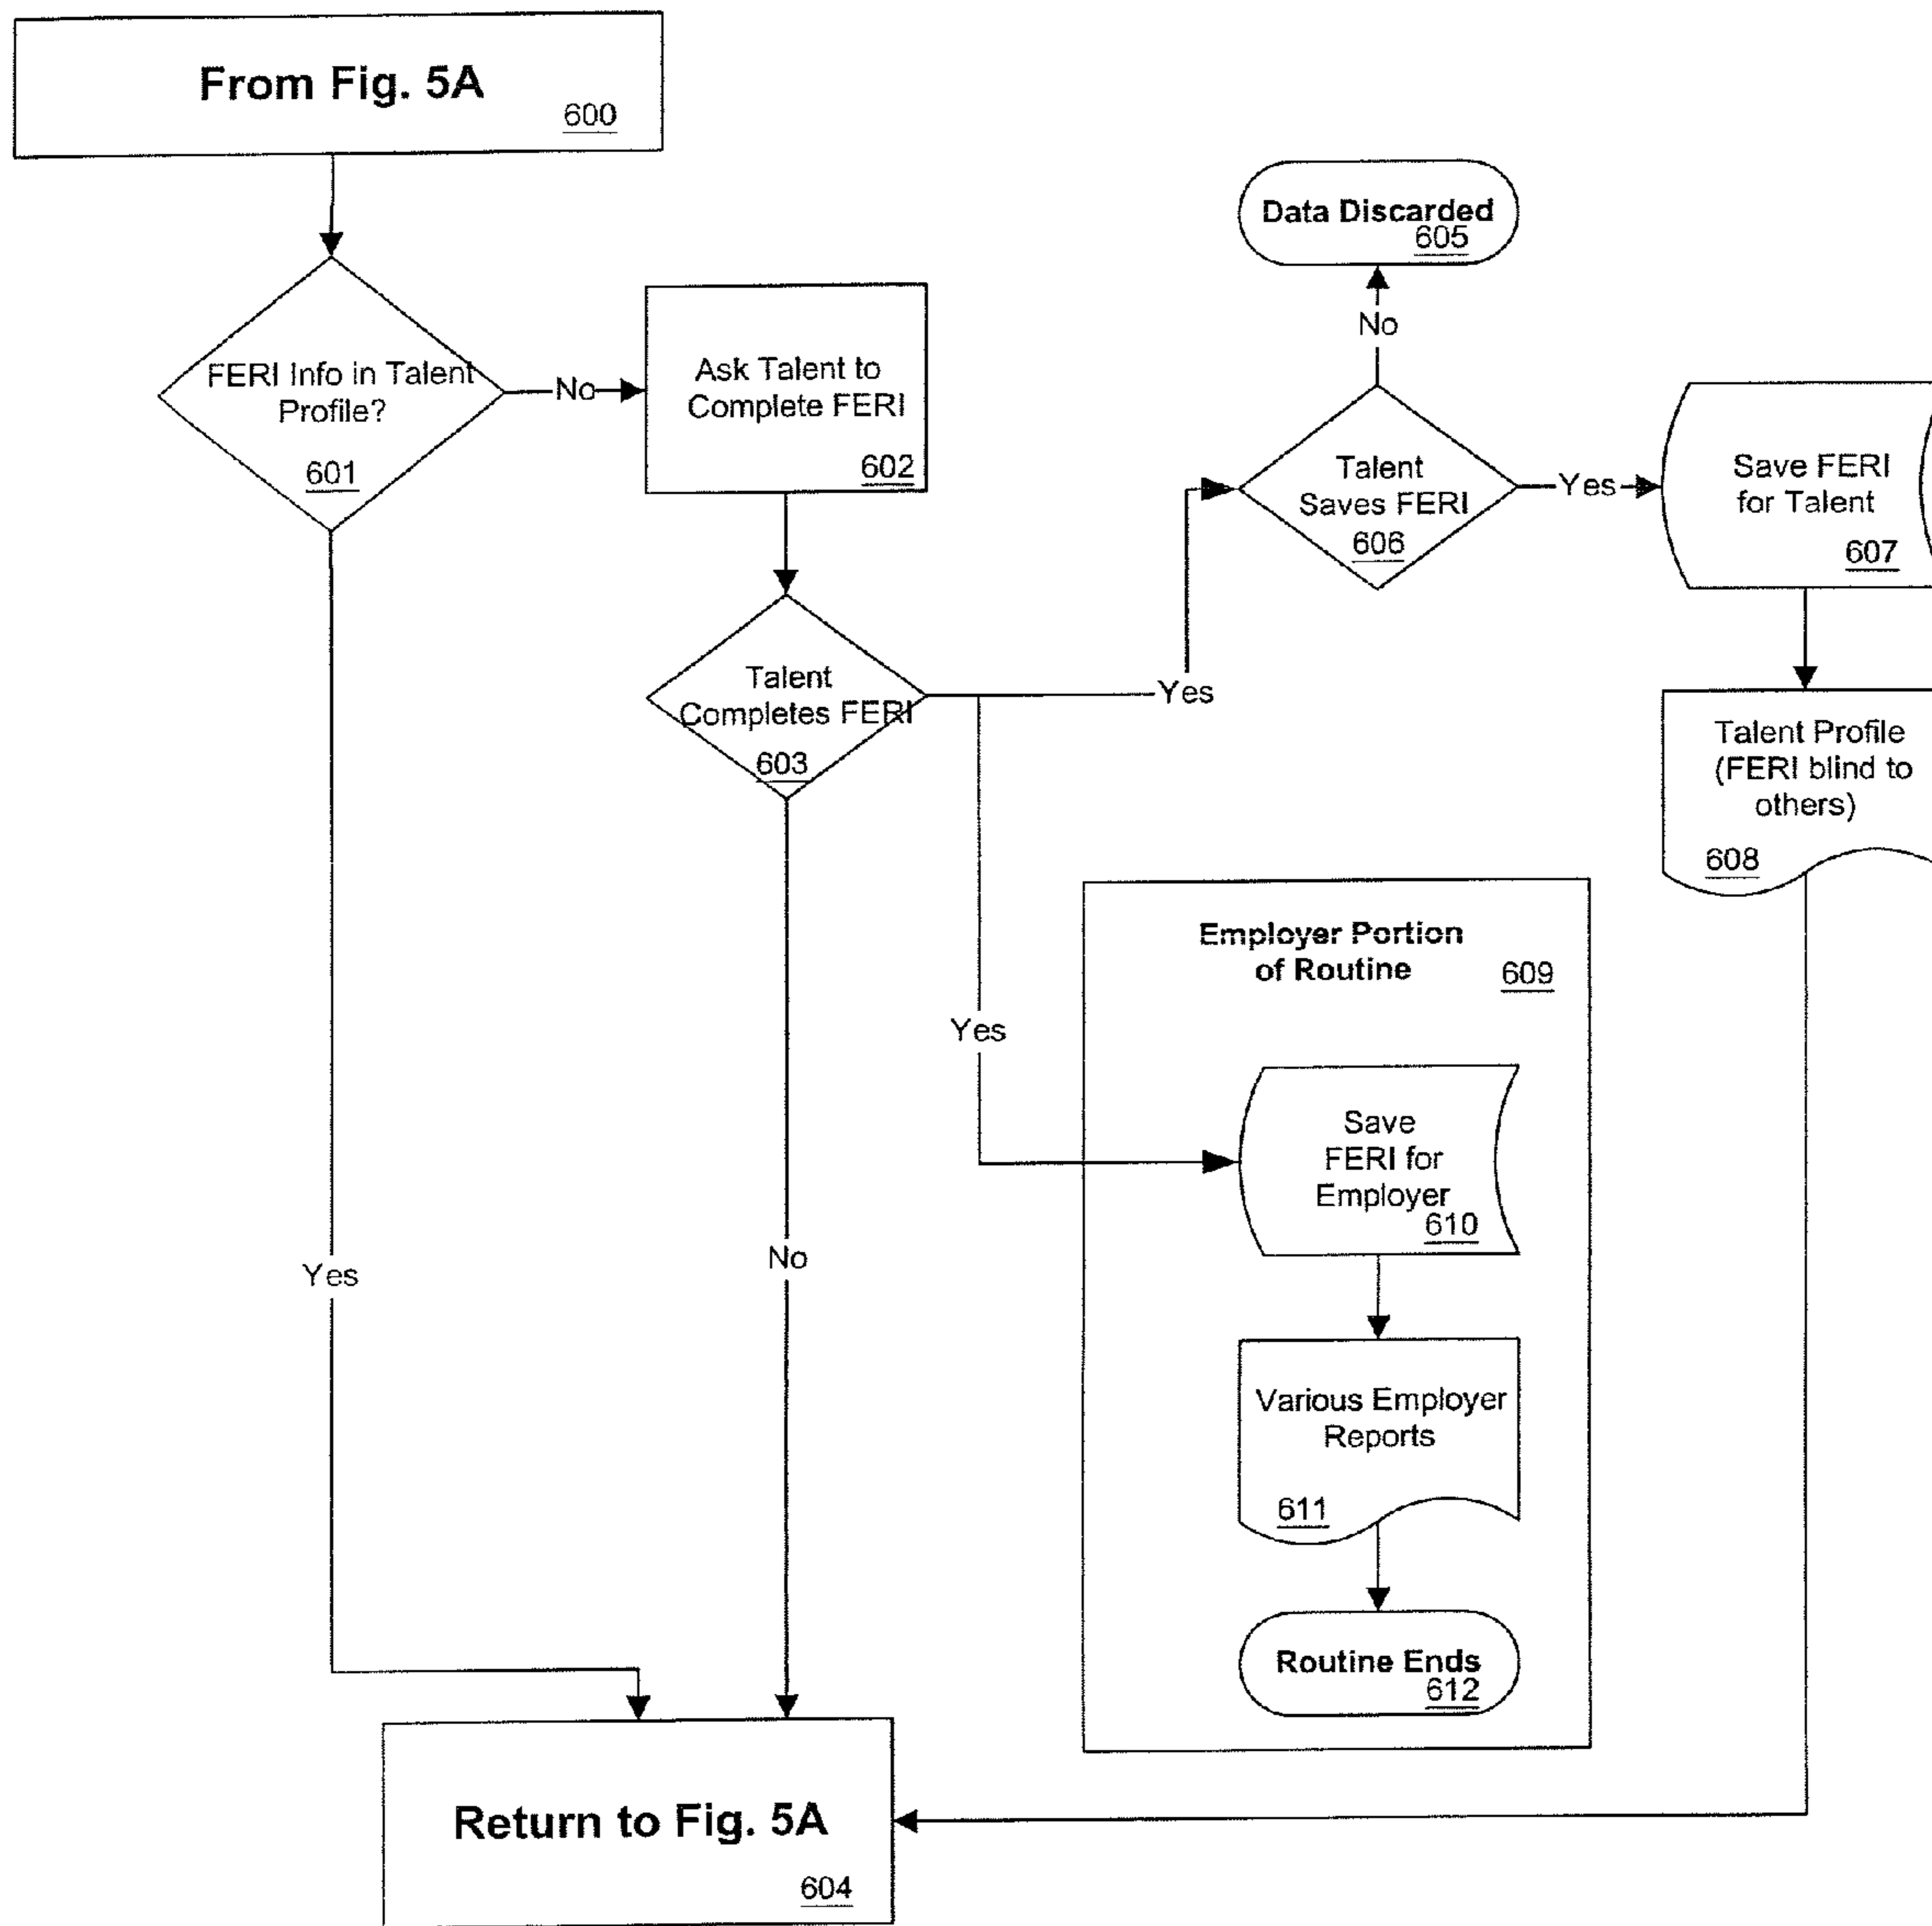 From Fig. 5A
600
FERI Info in Talent
Profile?
601
No
Ask Talent to
Complete FERI
602
Talent
Completes FERI
603
Yes
Data Discarded
605
No
Talent
Saves FERI
606
Yes
Save FERI
for Talent
607
Talent Profile
(FERI blind to
others)
608
Employer Portion
of Routine
609
Yes
Save
FERI for
Employer
610
Various Employer
Reports
611
Routine Ends
612
Yes
No
Return to Fig. 5A
604